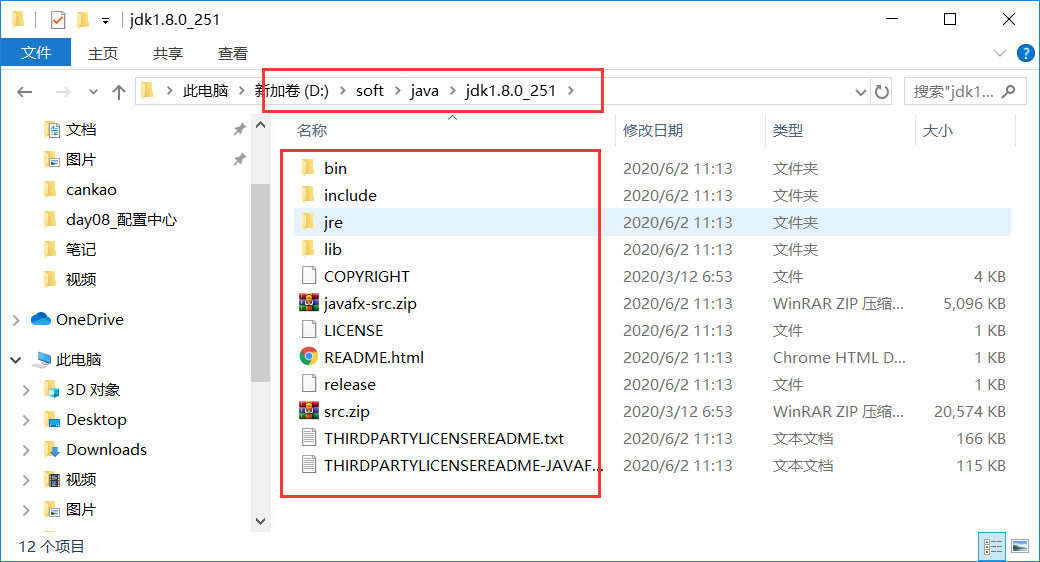 jdk1.8.0_251
文件 主页 共享 查看
此电脑 新加卷 (D:) soft java jdk1.8.0_251 搜索"jdk1...
名称 修改日期 类型 大小
文档
图片
cankao
day08_配置中心
笔记
视频
OneDrive
此电脑
3D 对象
Desktop
Downloads
视频
图片
bin 2020/6/2 11:13 文件夹
include 2020/6/2 11:13 文件夹
jre 2020/6/2 11:13 文件夹
lib 2020/6/2 11:13 文件夹
COPYRIGHT 2020/3/12 6:53 文件 4 KB
javafx-src.zip 2020/6/2 11:13 WinRAR ZIP 压缩... 5,096 KB
LICENSE 2020/6/2 11:13 文件 1 KB
README.html 2020/6/2 11:13 Chrome HTML D... 1 KB
release 2020/6/2 11:13 文件 1 KB
src.zip 2020/3/12 6:53 WinRAR ZIP 压缩... 20,574 KB
THIRDPARTYLICENSEREADME.txt 2020/6/2 11:13 文本文档 166 KB
THIRDPARTYLICENSEREADME-JAVAF... 2020/6/2 11:13 文本文档 115 KB
12 个项目